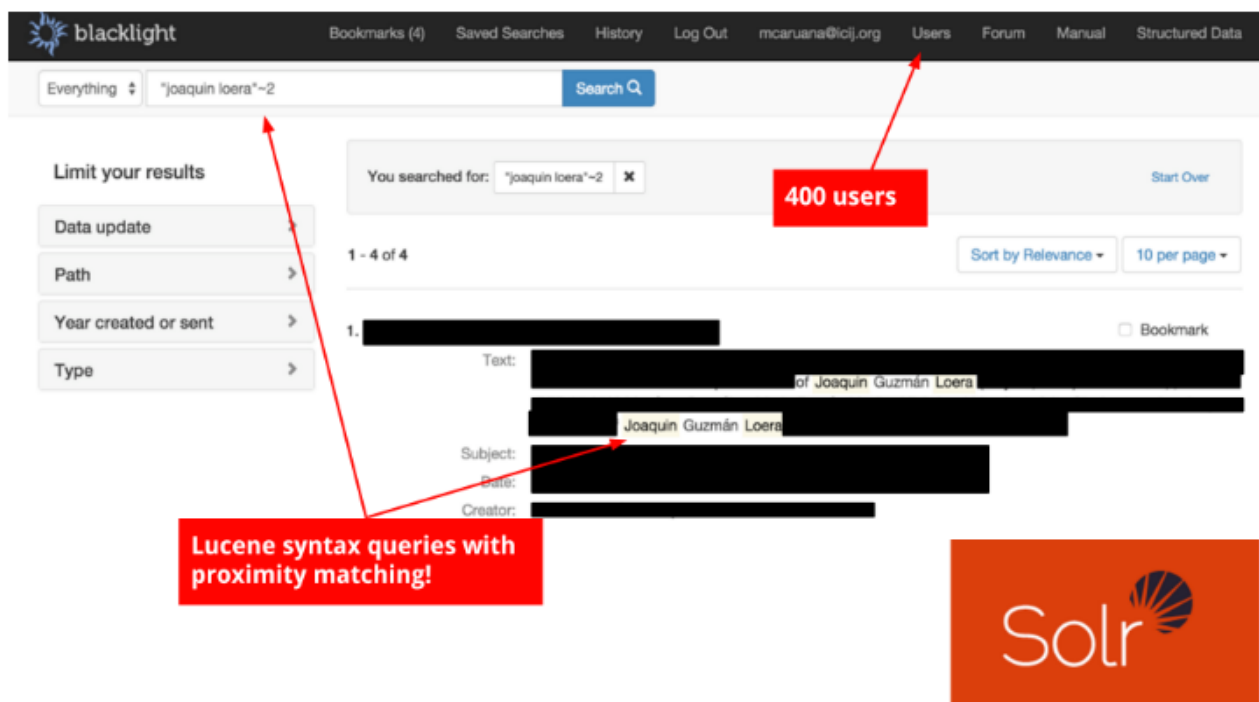 blacklight Bookmarks (4) Saved Searches History Log Out mcaruana@icij.org Users Forum Manual Structured Data
Everything "joaquin loera"~2 Search
Limit your results
You searched for: "joaquin loera"~2 ✖ Start Over
400 users
Data update
1 - 4 of 4 Sort by Relevance 10 per page
Path
Year created or sent
1. Bookmark
Type
Text:
of Joaquin Guzmán Loera
Joaquin Guzmán Loera
Subject:
Date:
Creator:
Lucene syntax queries with
proximity matching!
Solr